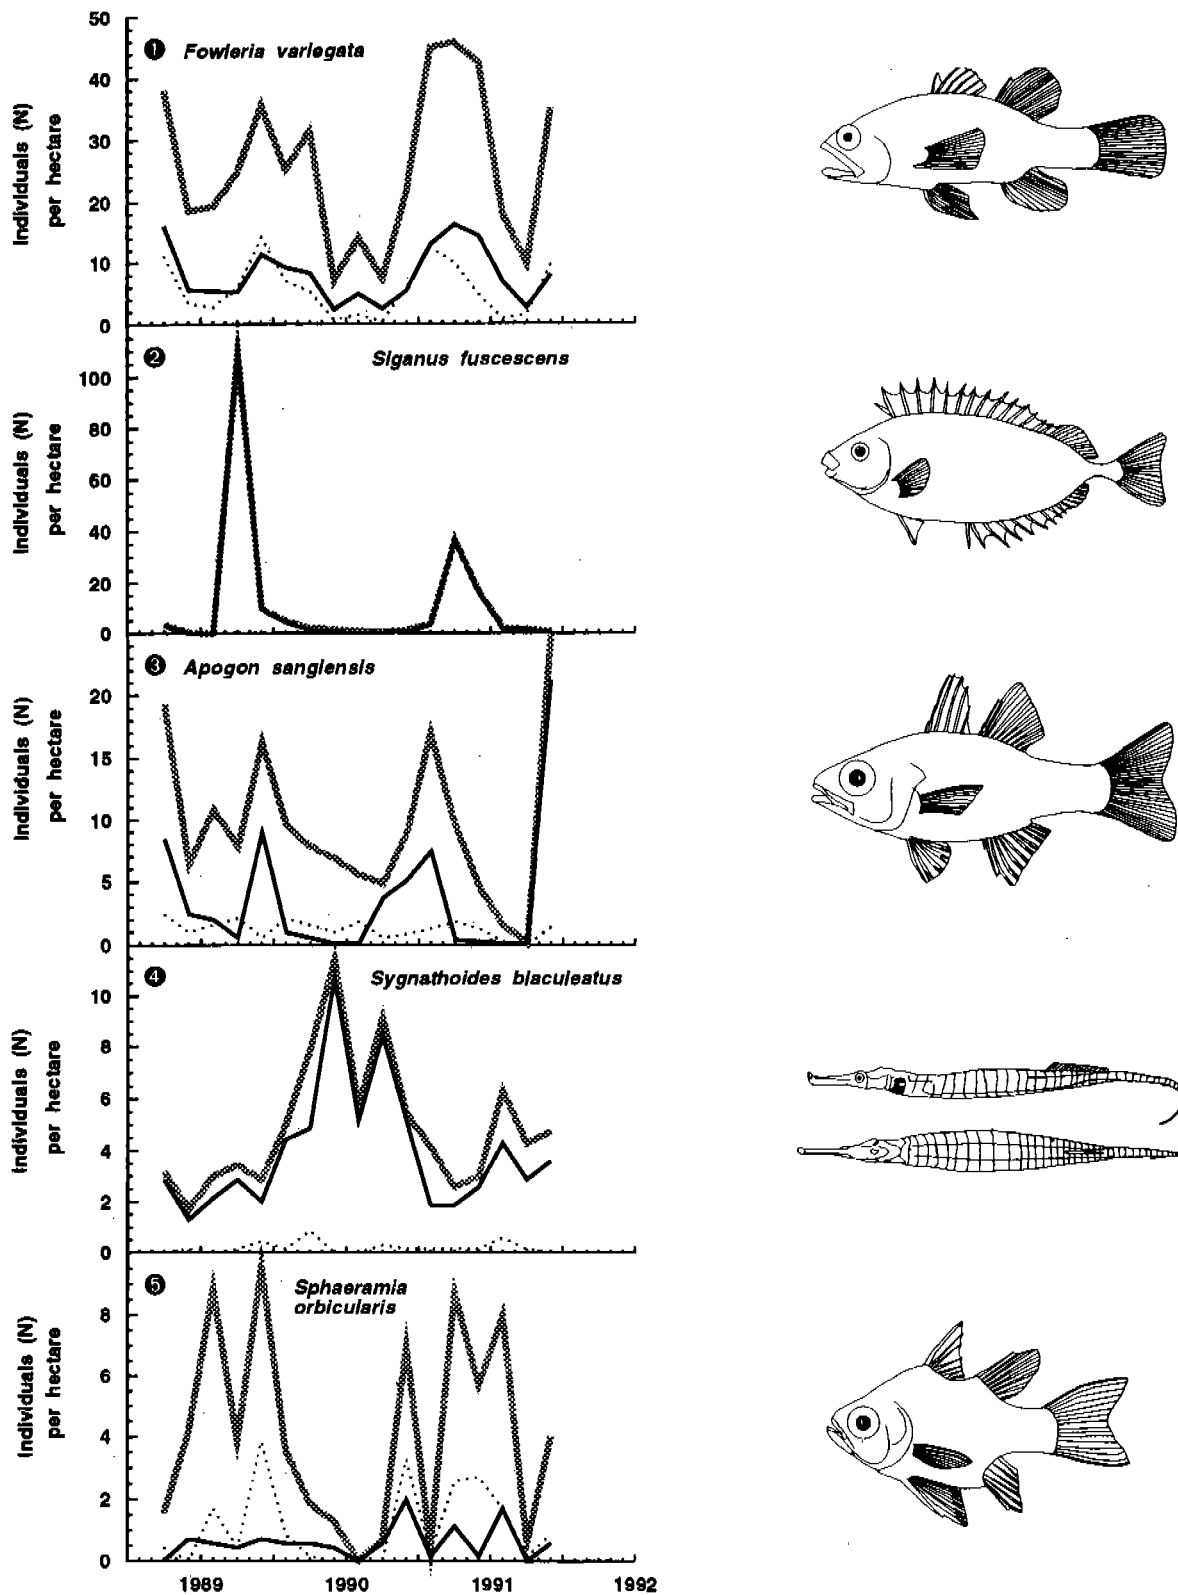 50
❶ Fowleria variegata
40
30
20
10
0
Individuals (N)
per hectare
❷ Siganus fuscescens
100
80
60
40
20
0
Individuals (N)
per hectare
❸ Apogon sangiensis
20
15
10
5
0
Individuals (N)
per hectare
❹ Sygnathoides biaculeatus
10
8
6
4
2
0
Individuals (N)
per hectare
❺ Sphaeramia
orbicularis
8
6
4
2
0
Individuals (N)
per hectare
1989 1990 1991 1992